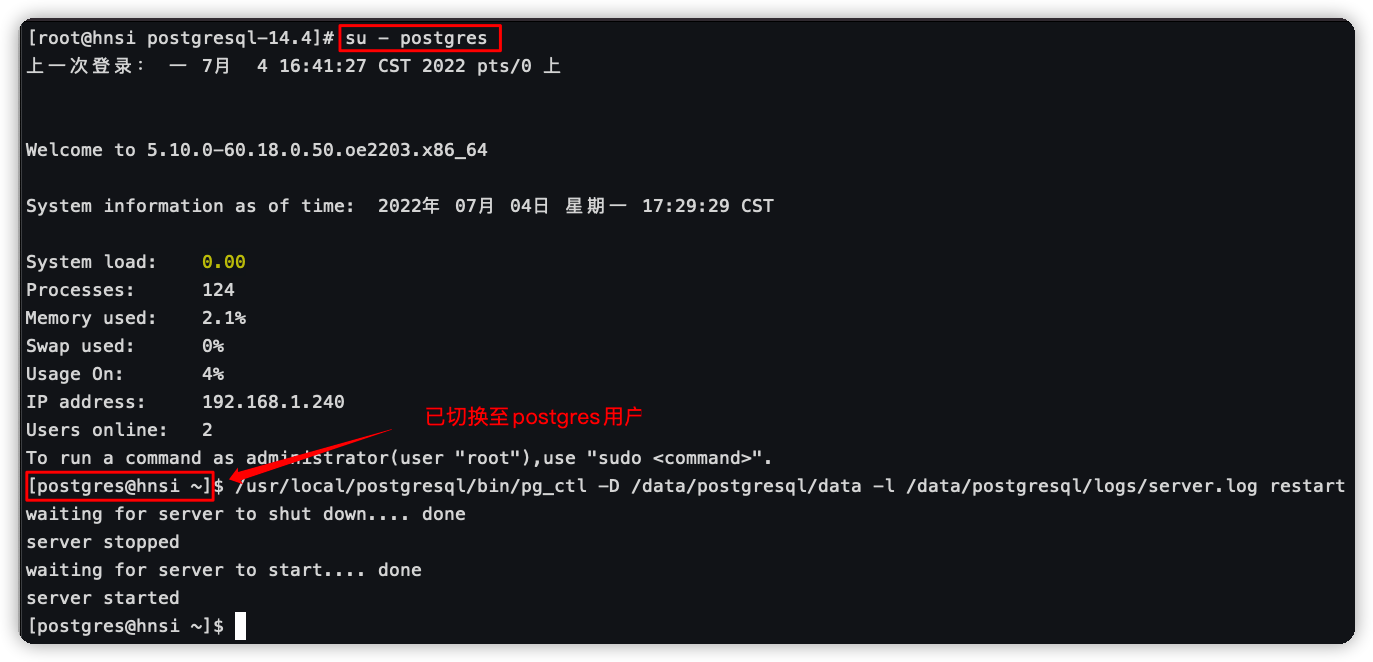 [root@hnsi postgresql-14.4]# su - postgres
上一次登录： 一 7月  4 16:41:27 CST 2022 pts/0 上
Welcome to 5.10.0-60.18.0.50.oe2203.x86_64
System information as of time:  2022年 07月 04日 星期一 17:29:29 CST
System load:    0.00
Processes:      124
Memory used:    2.1%
Swap used:      0%
Usage On:       4%
IP address:     192.168.1.240
已切换至postgres用户
Users online:   2
To run a command as administrator(user "root"),use "sudo <command>".
[postgres@hnsi ~]$ /usr/local/postgresql/bin/pg_ctl -D /data/postgresql/data -l /data/postgresql/logs/server.log restart
waiting for server to shut down.... done
server stopped
waiting for server to start.... done
server started
[postgres@hnsi ~]$